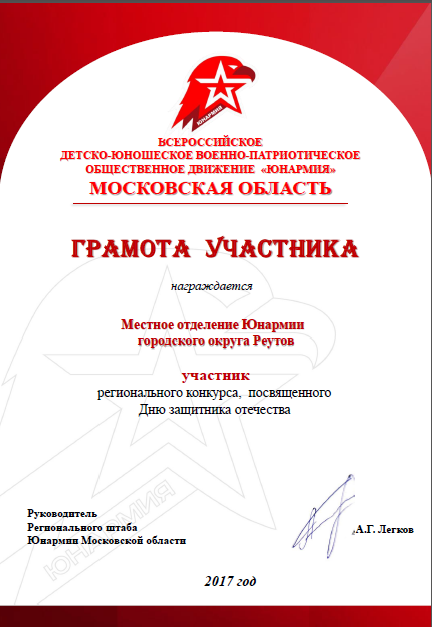 ЮНАРМИЯ
ВСЕРОССИЙСКОЕ
ДЕТСКО-ЮНОШЕСКОЕ ВОЕННО-ПАТРИОТИЧЕСКОЕ
ОБЩЕСТВЕННОЕ ДВИЖЕНИЕ «ЮНАРМИЯ»
МОСКОВСКАЯ ОБЛАСТЬ
ГРАМОТА УЧАСТНИКА
награждается
Местное отделение Юнармии
городского округа Реутов
участник
регионального конкурса, посвященного
Дню защитника отечества
ЮНАРМИЯ
Руководитель
Регионального штаба
Юнармии Московской области
А.Г. Легков
2017 год